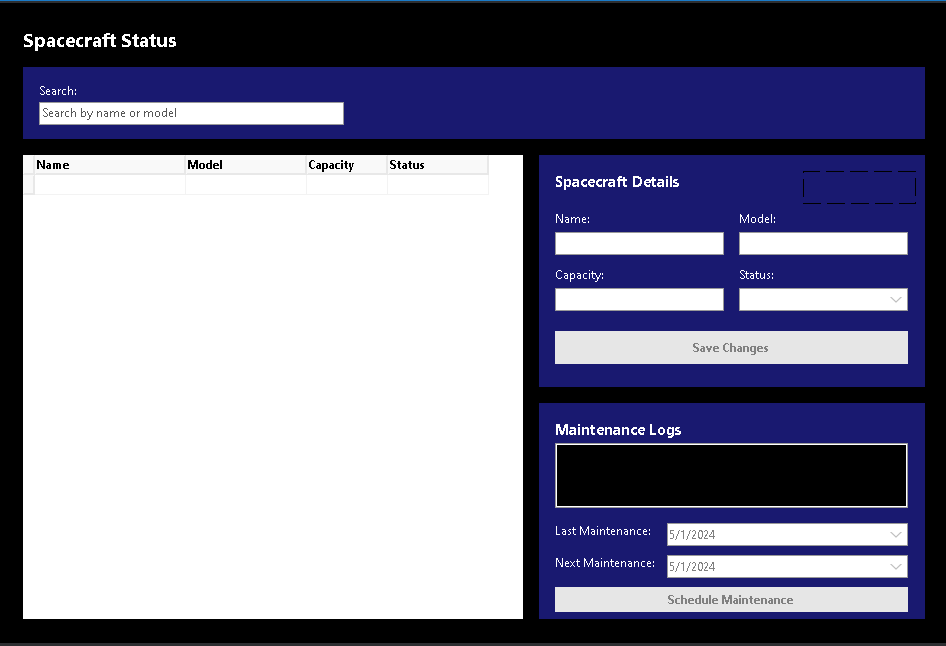 Spacecraft Status
Search:
Search by name or model
Name Model Capacity Status
Spacecraft Details
Name: Model:
Capacity: Status:
Save Changes
Maintenance Logs
Last Maintenance: 5/1/2024
Next Maintenance: 5/1/2024
Schedule Maintenance